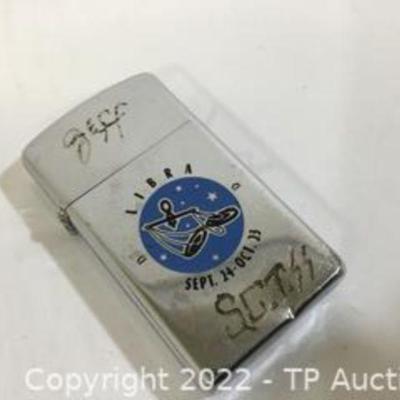 Jeff
LIBRA
SEPT. 24-OCT. 23
Copyright 2022 - TP Aucti